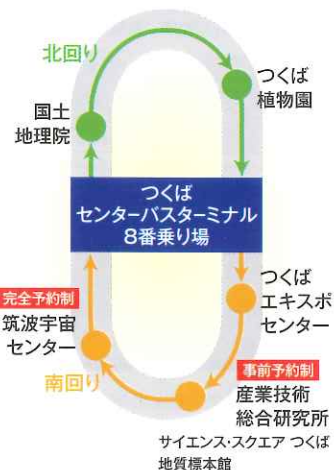 北回り
つくば
植物園
国土
地理院
つくば
センターバスターミナル
8番乗り場
つくば
エキスポ
センター
完全予約制
筑波宇宙
センター
南回り
事前予約制
産業技術
総合研究所
サイエンス・スクエア つくば
地質標本館